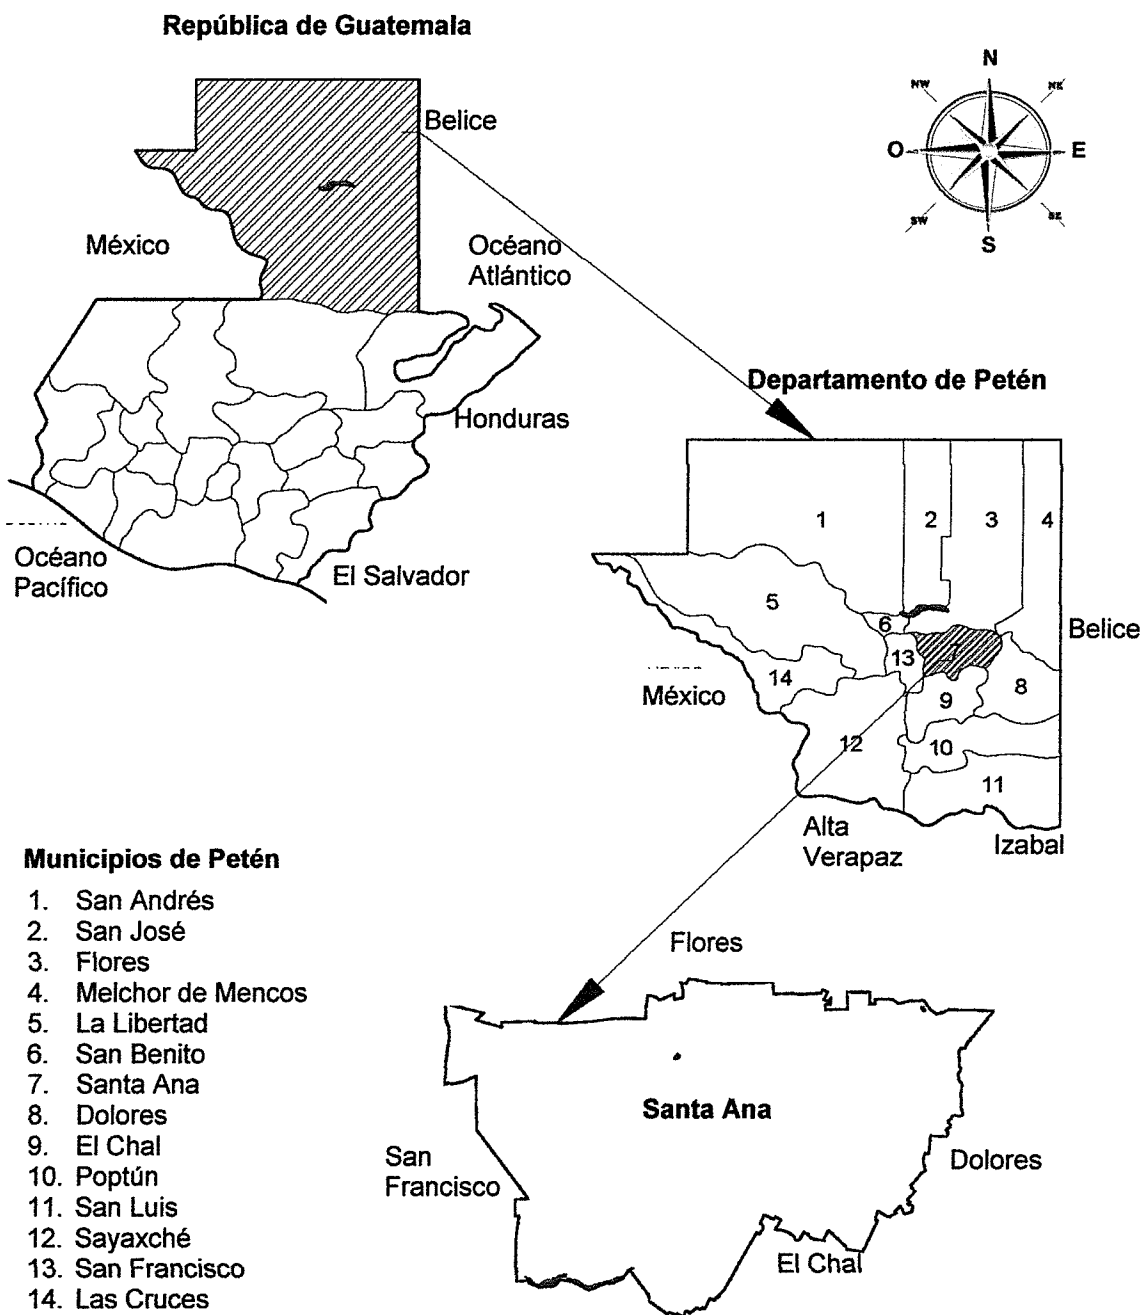 República de Guatemala
N
NW
NE
Belice
O
E
SW
SE
S
México
Océano
Atlántico
Departamento de Petén
Honduras
1
2
3
4
Océano
Pacífico
El Salvador
5
6
Belice
7
13
14
8
México
9
12
10
11
Alta
Verapaz
Izabal
Municipios de Petén
1. San Andrés
2. San José
3. Flores
4. Melchor de Mencos
5. La Libertad
6. San Benito
7. Santa Ana
8. Dolores
9. El Chal
10. Poptún
11. San Luis
12. Sayaxché
13. San Francisco
14. Las Cruces
Flores
Santa Ana
San
Francisco
Dolores
El Chal